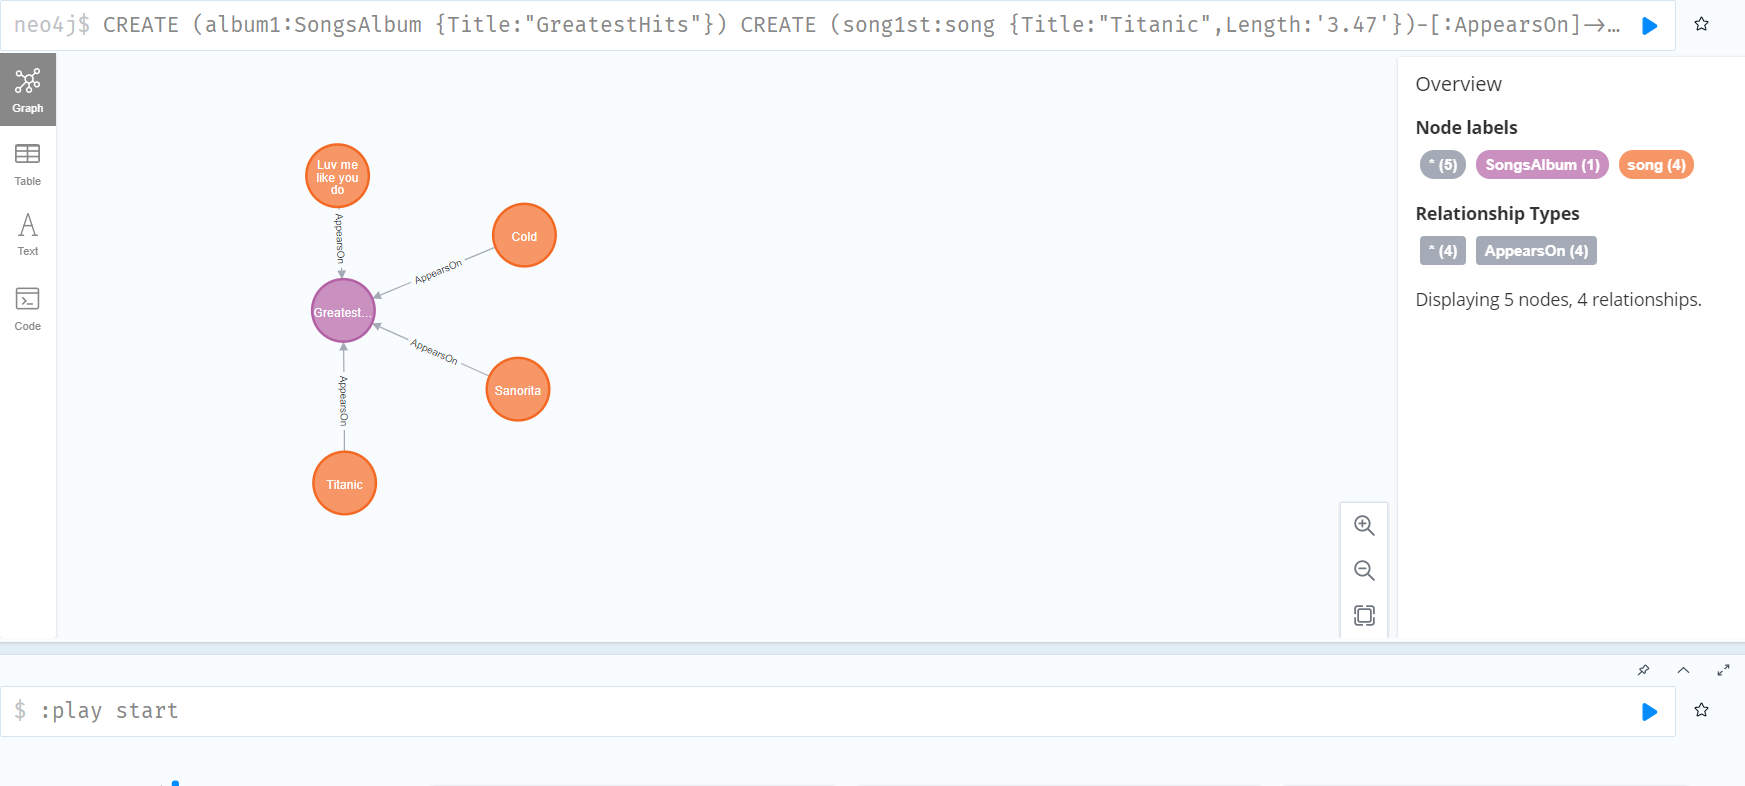 neo4j$ CREATE (album1:SongsAlbum {Title:"GreatestHits"}) CREATE (song1st:song {Title:"Titanic",Length:'3.47'})-[:AppearsOn]->…
Graph
Table
Text
Code
Luv me
like you
do
AppearsOn
Cold
AppearsOn
Greatest...
AppearsOn
Sanorita
AppearsOn
Titanic
Overview
Node labels
* (5) SongsAlbum (1) song (4)
Relationship Types
* (4) AppearsOn (4)
Displaying 5 nodes, 4 relationships.
$ :play start